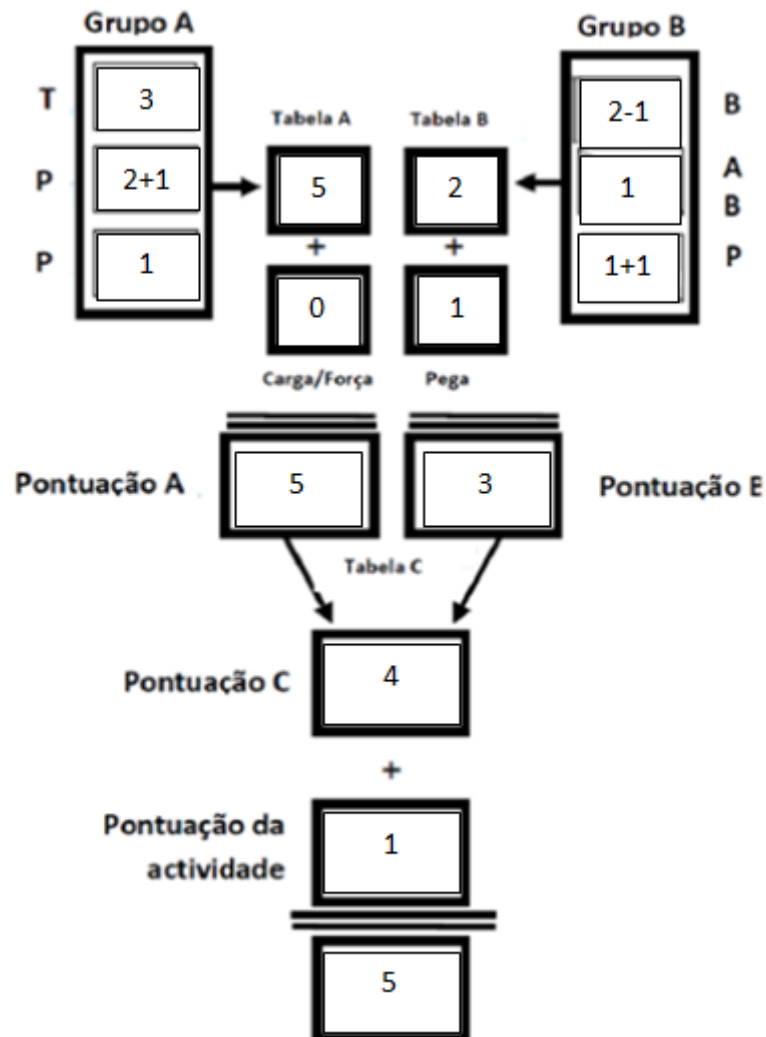 Grupo A
Grupo B
T
3
P
2+1
P
1
Tabela A
Tabela B
5
2
+
+
0
1
Carga/Força
Pega
2-1
B
1
A
B
1+1
P
Pontuação A
5
3
Pontuação B
Tabela C
Pontuação C
4
+
Pontuação da
actividade
1
5